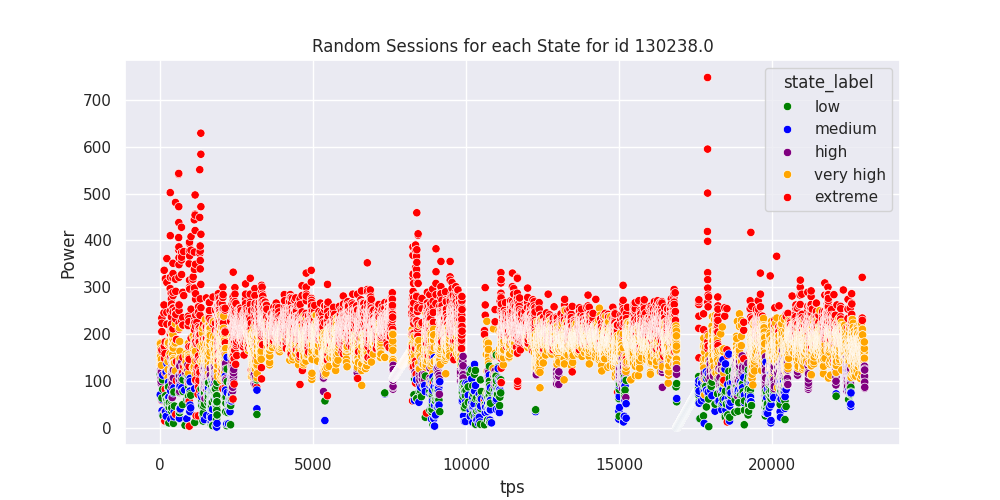 Random Sessions for each State for id 130238.0
state_label
low
medium
high
very high
extreme
Power
700
600
500
400
300
200
100
0
0 5000 10000 15000 20000
tps